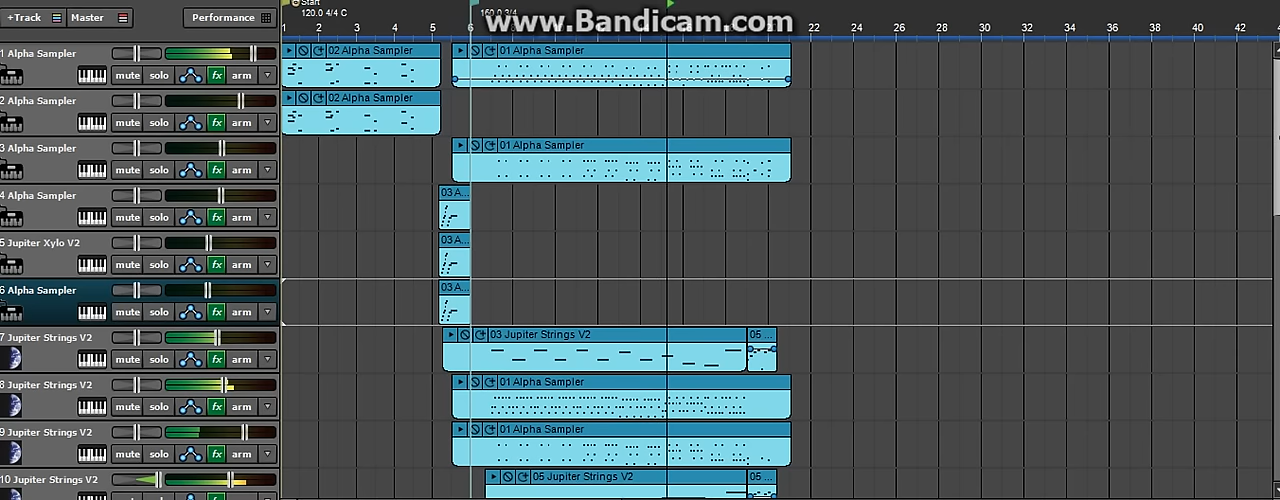 Start
+Track Master Performance 120.0 4/4 C 160.0 3/4 www.Bandicam.com
1 2 3 4 5 6 22 24 26 28 30 32 34 36 38 40 42 44
1 Alpha Sampler 02 Alpha Sampler 01 Alpha Sampler
mute solo fx arm
2 Alpha Sampler 02 Alpha Sampler
mute solo fx arm
3 Alpha Sampler 01 Alpha Sampler
mute solo fx arm
4 Alpha Sampler 03 A...
mute solo fx arm
5 Jupiter Xylo V2 03 A...
mute solo fx arm
6 Alpha Sampler 03 A...
mute solo fx arm
7 Jupiter Strings V2 03 Jupiter Strings V2 05 ...
mute solo fx arm
8 Jupiter Strings V2 01 Alpha Sampler
mute solo fx arm
9 Jupiter Strings V2 01 Alpha Sampler
mute solo fx arm
10 Jupiter Strings V2 05 Jupiter Strings V2 05 ...